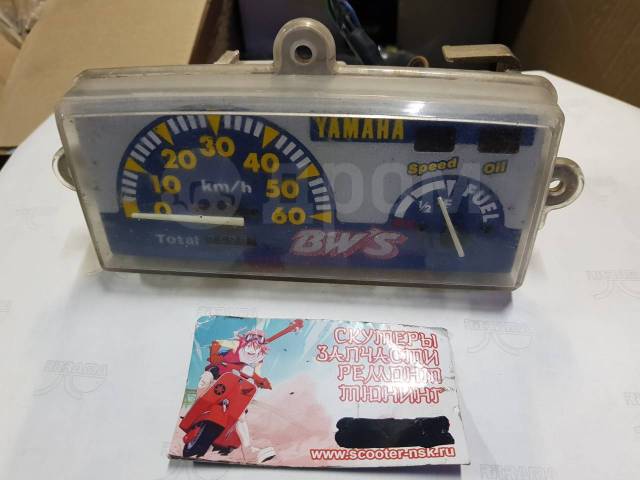 YAMAHA
Speed
Oil
0
10
20
30
40
50
60
km/h
Total
BW'S
1/2
F
FUEL
СКУТЕРЫ
ЗАПЧАСТИ
РЕМОНТ
ТЮНИНГ
www.scooter-nsk.ru